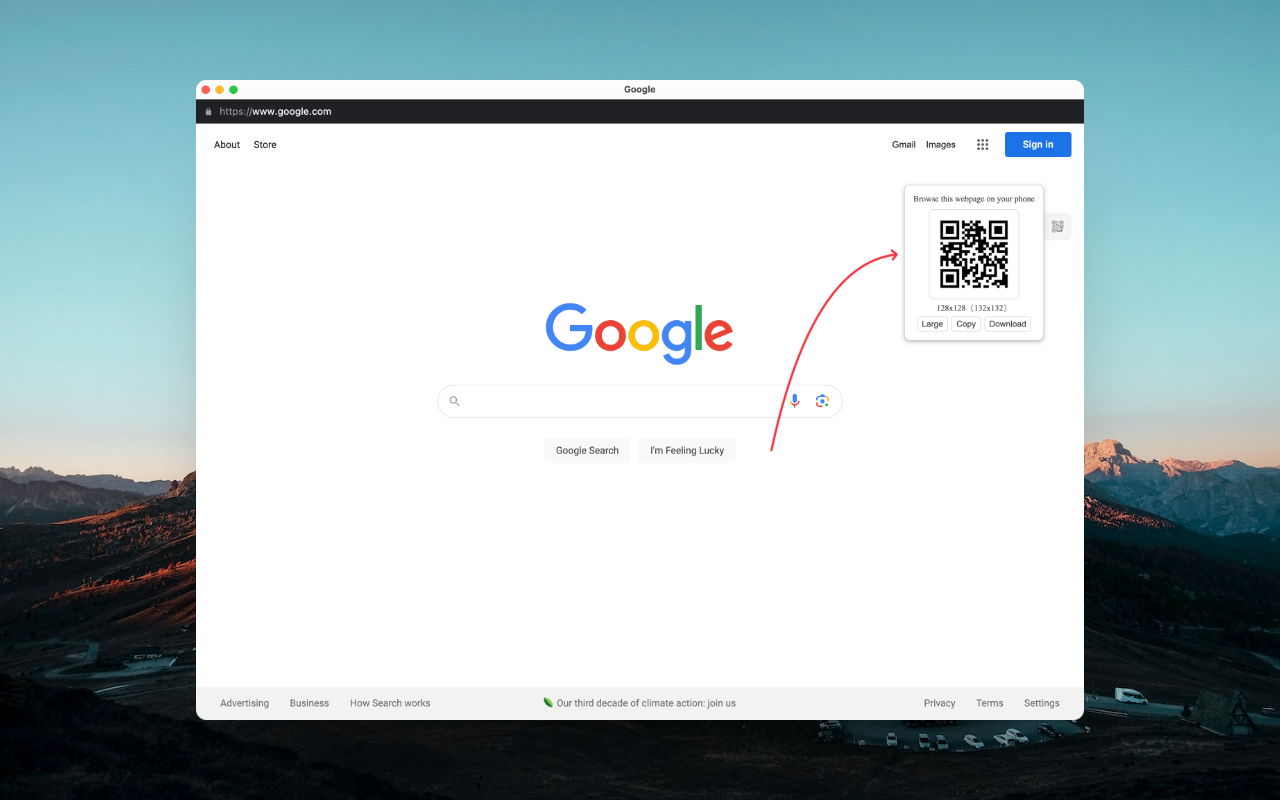 Google
https://www.google.com
About Store
Gmail Images
Sign in
Browse this webpage on your phone
128x128 (132x132)
Large Copy Download
Google
Google Search I'm Feeling Lucky
Advertising Business How Search works
Our third decade of climate action: join us
Privacy Terms Settings